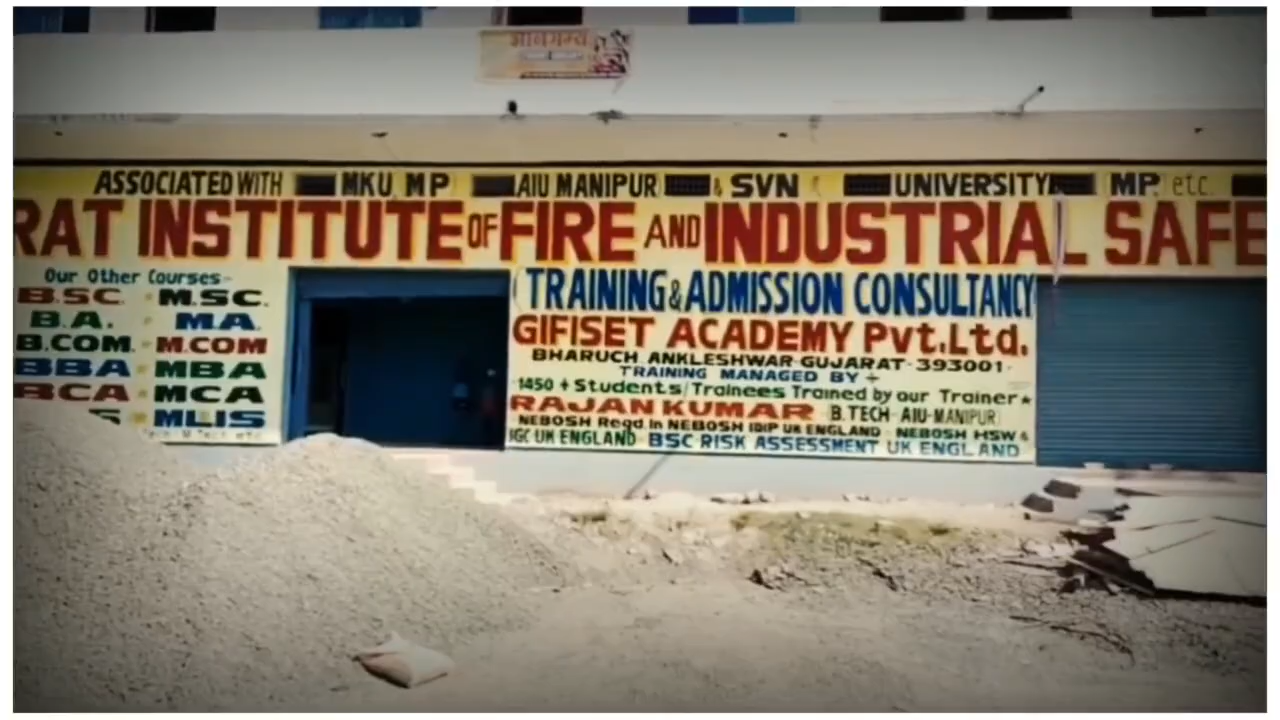 आवागमन्य
ASSOCIATED WITH MKU, MP AIU MANIPUR & SVN UNIVERSITY MP. etc.
RAT INSTITUTE OF FIRE AND INDUSTRIAL SAFE
Our Other Courses:-
B.SC. M.SC.
B.A. MA.
B.COM. M.COM
BBA MBA
BCA MCA
MLIS
TRAINING & ADMISSION CONSULTANCY
GIFISET ACADEMY Pvt.Ltd.
BHARUCH ANKLESHWAR-GUJARAT-393001
TRAINING MANAGED BY
1450 + Students/Trainees Trained by our Trainer
RAJAN KUMAR (B.TECH-AIU-MANIPUR)
NEBOSH Regd. In NEBOSH IDIP UK ENGLAND NEBOSH HSW &
IGC UK ENGLAND BSC RISK ASSESSMENT UK ENGLAND